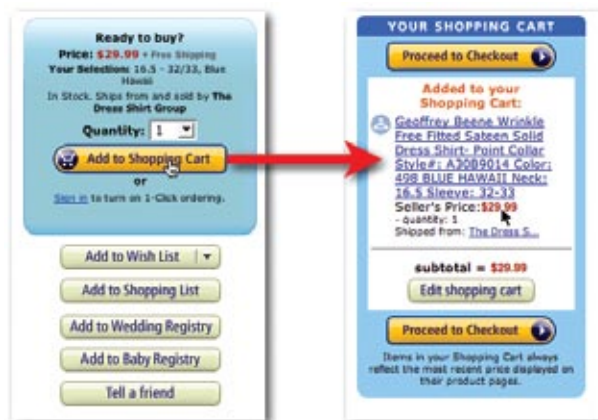 Ready to buy?
Price: $29.99 + Free Shipping
Your Selection: 16.5 - 32/33, Blue
Hawaii
In Stock. Ships from and sold by The
Dress Shirt Group
Quantity: 1
Add to Shopping Cart
or
Sign in to turn on 1-Click ordering.
Add to Wish List
Add to Shopping List
Add to Wedding Registry
Add to Baby Registry
Tell a friend
YOUR SHOPPING CART
Proceed to Checkout
Added to your
Shopping Cart:
Geoffrey Beene Wrinkle
Free Fitted Sateen Solid
Dress Shirt- Point Collar
Style#: A30B9014 Color:
498 BLUE HAWAII Neck:
16.5 Sleeve: 32-33
Seller's Price:$29.99
- quantity: 1
Shipped from: The Dress S...
subtotal = $29.99
Edit shopping cart
Proceed to Checkout
Items in your Shopping Cart always
reflect the most recent price displayed on
their product pages.